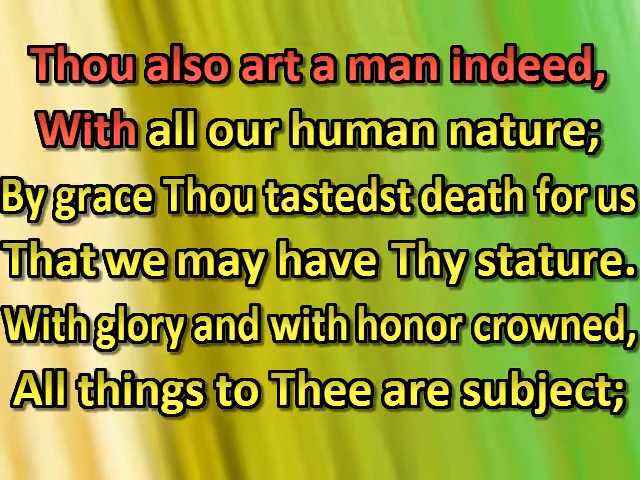 Thou also art a man indeed,
With all our human nature;
By grace Thou tastedst death for us
That we may have Thy stature.
With glory and with honor crowned,
All things to Thee are subject;